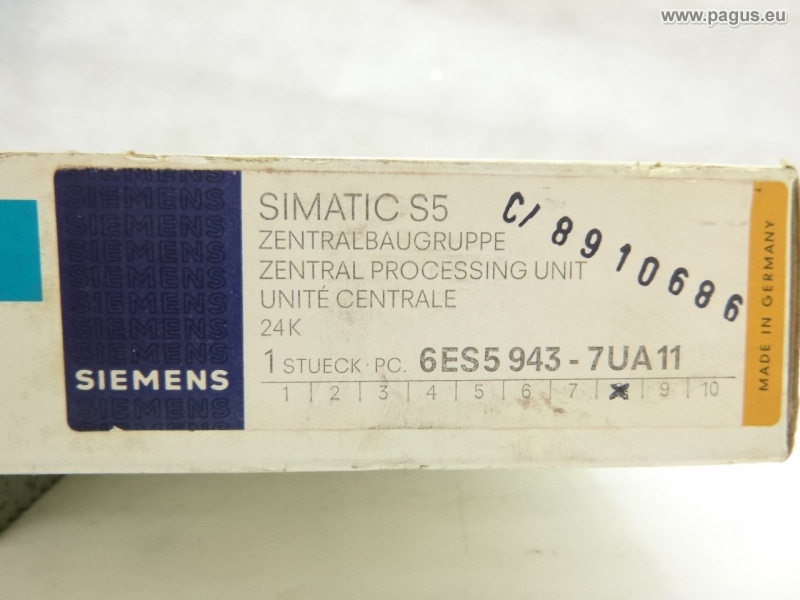 www.pagus.eu
SIEMENS
SIEMENS
SIEMENS
SIEMENS
SIEMENS
SIEMENS
SIEMENS
SIEMENS
SIEMENS
SIEMENS
SIMATIC S5
ZENTRALBAUGRUPPE
ZENTRAL PROCESSING UNIT
UNITÉ CENTRALE
24K
1 STUECK · PC. 6ES5 943 - 7UA11
1 | 2 | 3 | 4 | 5 | 6 | 7 | | 9 | 10
C/8910686
MADE IN GERMANY